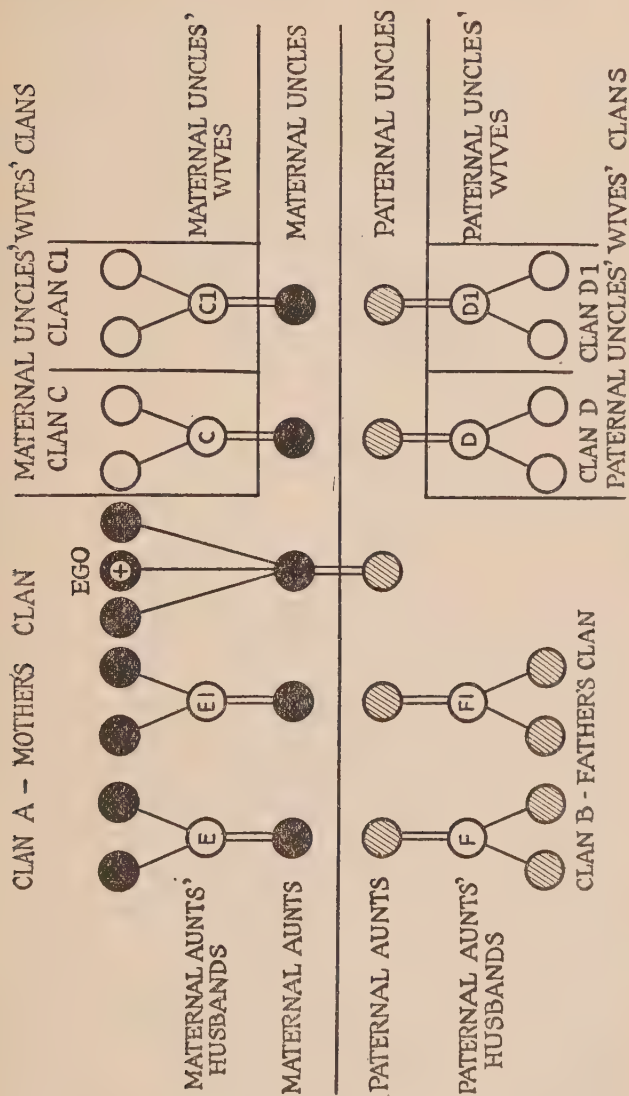 CLAN A – MOTHER'S CLAN
MATERNAL UNCLES' WIVES' CLANS
CLAN C
CLAN C1
EGO
+
MATERNAL AUNTS'
HUSBANDS
E
E1
C
C1
MATERNAL UNCLES'
WIVES
MATERNAL AUNTS
MATERNAL UNCLES
PATERNAL AUNTS
PATERNAL UNCLES
PATERNAL AUNTS'
HUSBANDS
F
F1
D
D1
PATERNAL UNCLES'
WIVES
CLAN B - FATHER'S CLAN
CLAN D
CLAN D1
PATERNAL UNCLES' WIVES' CLANS